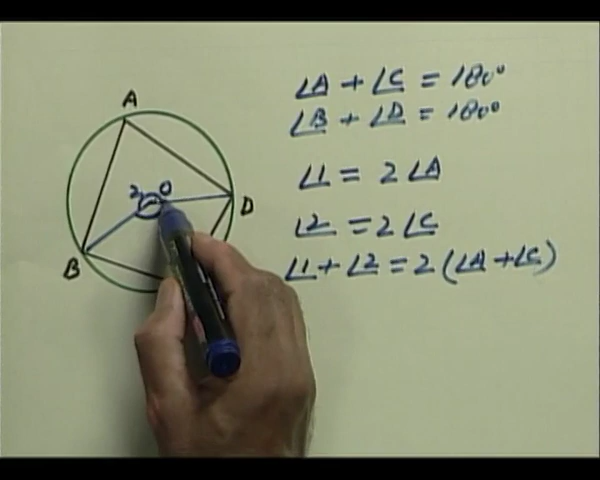 ∠A + ∠C = 180°
∠B + ∠D = 180°
∠1 = 2∠A
∠2 = 2∠C
∠1 + ∠2 = 2(∠A + ∠C)
A
2 O
D
B